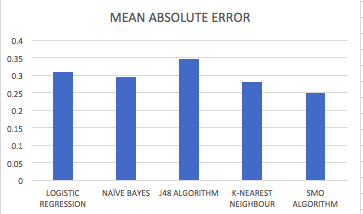 MEAN ABSOLUTE ERROR
0.4
0.35
0.3
0.25
0.2
0.15
0.1
0.05
0
LOGISTIC REGRESSION
NAÏVE BAYES
J48 ALGORITHM
K-NEAREST NEIGHBOUR
SMO ALGORITHM